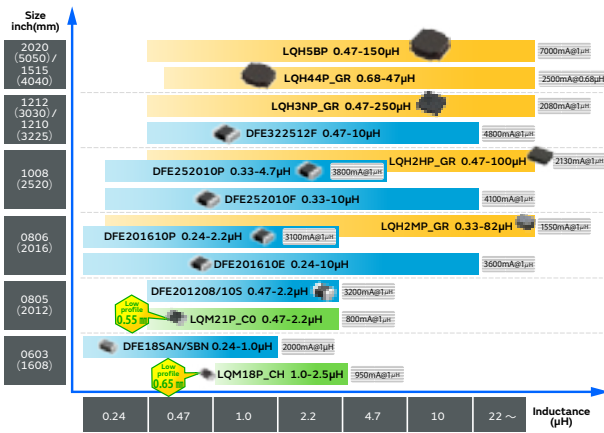 Size
inch(mm)
2020
(5050)/
1515
(4040)
LQH5BP 0.47-150μH
7000mA@1μH
LQH44P_GR 0.68-47μH
2500mA@0.68μH
1212
(3030)/
1210
(3225)
LQH3NP_GR 0.47-250μH
2080mA@1μH
DFE322512F 0.47-10μH
4800mA@1μH
1008
(2520)
LQH2HP_GR 0.47-100μH
2130mA@1μH
DFE252010P 0.33-4.7μH
3800mA@1μH
DFE252010F 0.33-10μH
4100mA@1μH
0806
(2016)
LQH2MP_GR 0.33-82μH
1550mA@1μH
DFE201610P 0.24-2.2μH
3100mA@1μH
DFE201610E 0.24-10μH
3600mA@1μH
0805
(2012)
DFE201208/10S 0.47-2.2μH
3200mA@1μH
Low
profile
0.55 m
LQM21P_C0 0.47-2.2μH
800mA@1μH
0603
(1608)
DFE18SAN/SBN 0.24-1.0μH
2000mA@1μH
Low
profile
0.65 m
LQM18P_CH 1.0-2.5μH
950mA@1μH
0.24 0.47 1.0 2.2 4.7 10 22 ～
Inductance
(μH)